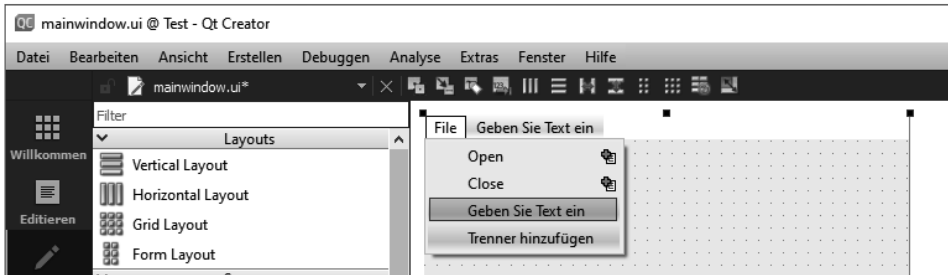 QC mainwindow.ui @ Test - Qt Creator
Datei Bearbeiten Ansicht Erstellen Debuggen Analyse Extras Fenster Hilfe
mainwindow.ui*
Willkommen
Editieren
Filter
Layouts
Vertical Layout
Horizontal Layout
Grid Layout
Form Layout
File Geben Sie Text ein
Open
Close
Geben Sie Text ein
Trenner hinzufügen